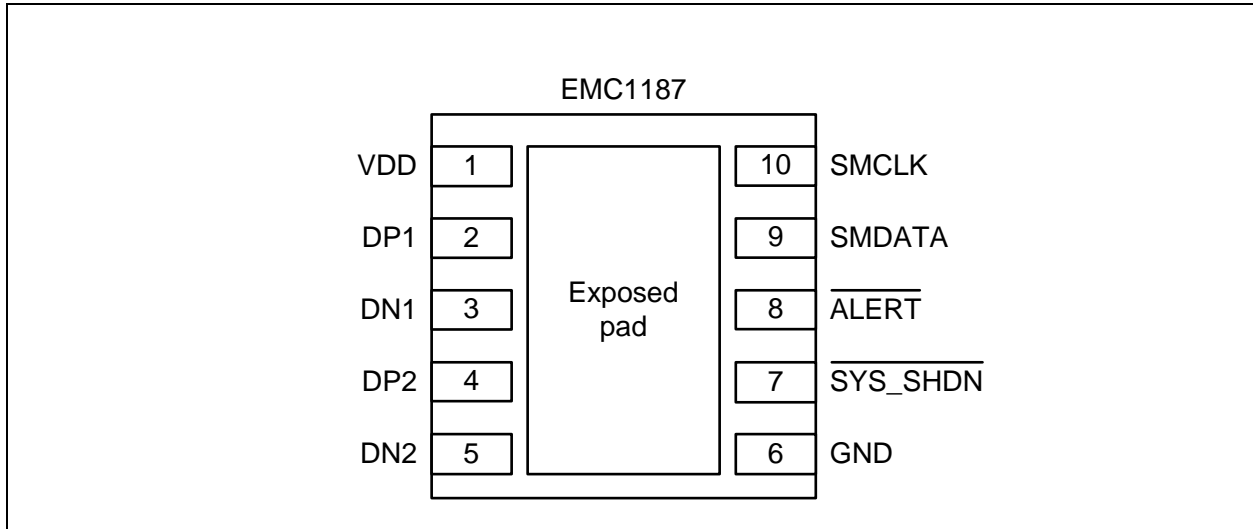 EMC1187
VDD 1
DP1 2
DN1 3
DP2 4
DN2 5
Exposed
pad
10 SMCLK
9 SMDATA
8 ALERT
7 SYS_SHDN
6 GND